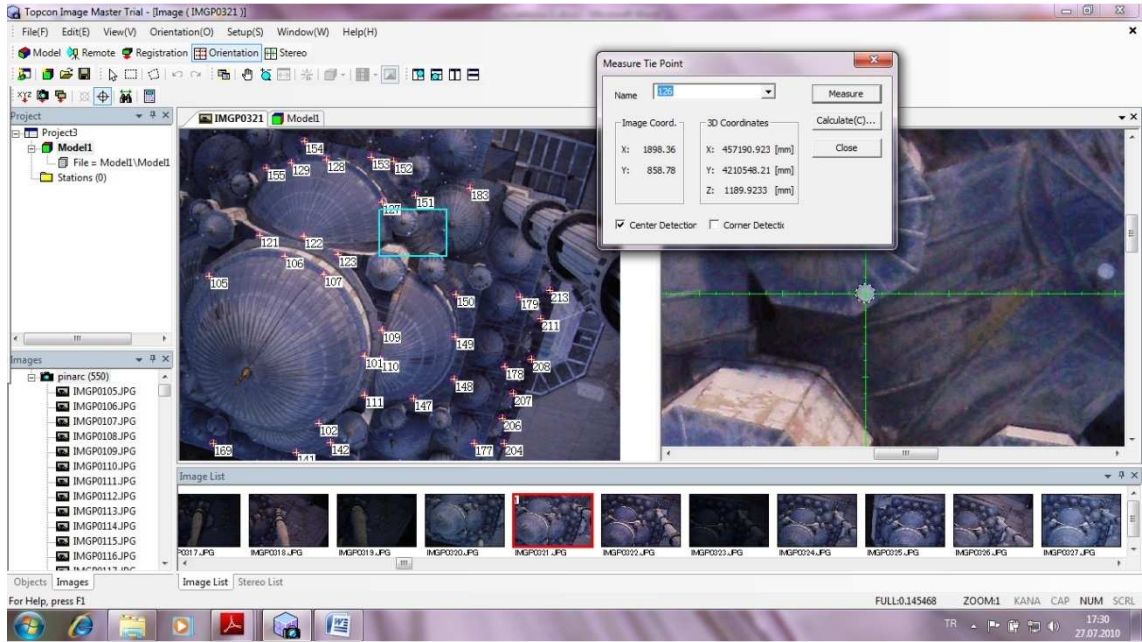 Topcon Image Master Trial - [Image ( IMGP0321 )]
File(F) Edit(E) View(V) Orientation(O) Setup(S) Window(W) Help(H)
Model Remote Registration Orientation Stereo
Project
Project3
Model1
File = Model1\Model1
Stations (0)
Images
pinarc (550)
IMGP0105.JPG
IMGP0106.JPG
IMGP0107.JPG
IMGP0108.JPG
IMGP0109.JPG
IMGP0110.JPG
IMGP0111.JPG
IMGP0112.JPG
IMGP0113.JPG
IMGP0114.JPG
IMGP0115.JPG
IMGP0116.JPG
IMGP0117.JPG
Objects Images
IMGP0321 Model1
154
155 129 128 153 152
127 151 183
121 122
106 123
105 107
150 179 213
211
109 149
101 110 178 208
148
111 147 207
102 206
169 141 142 177 204
Measure Tie Point
Name 126 Measure
Image Coord. 3D Coordinates Calculate(C)...
X: 1898.36 X: 457190.923 [mm] Close
Y: 858.78 Y: 4210548.21 [mm]
Z: 1189.9233 [mm]
Center Detection Corner Detectic
Image List
P0317.JPG IMGP0318.JPG IMGP0319.JPG IMGP0320.JPG IMGP0321.JPG IMGP0322.JPG IMGP0323.JPG IMGP0324.JPG IMGP0325.JPG IMGP0326.JPG IMGP0327.JPG
Image List Stereo List
For Help, press F1 FULL:0.145468 ZOOM:1 KANA CAP NUM SCRL
TR 17:30
27.07.2010